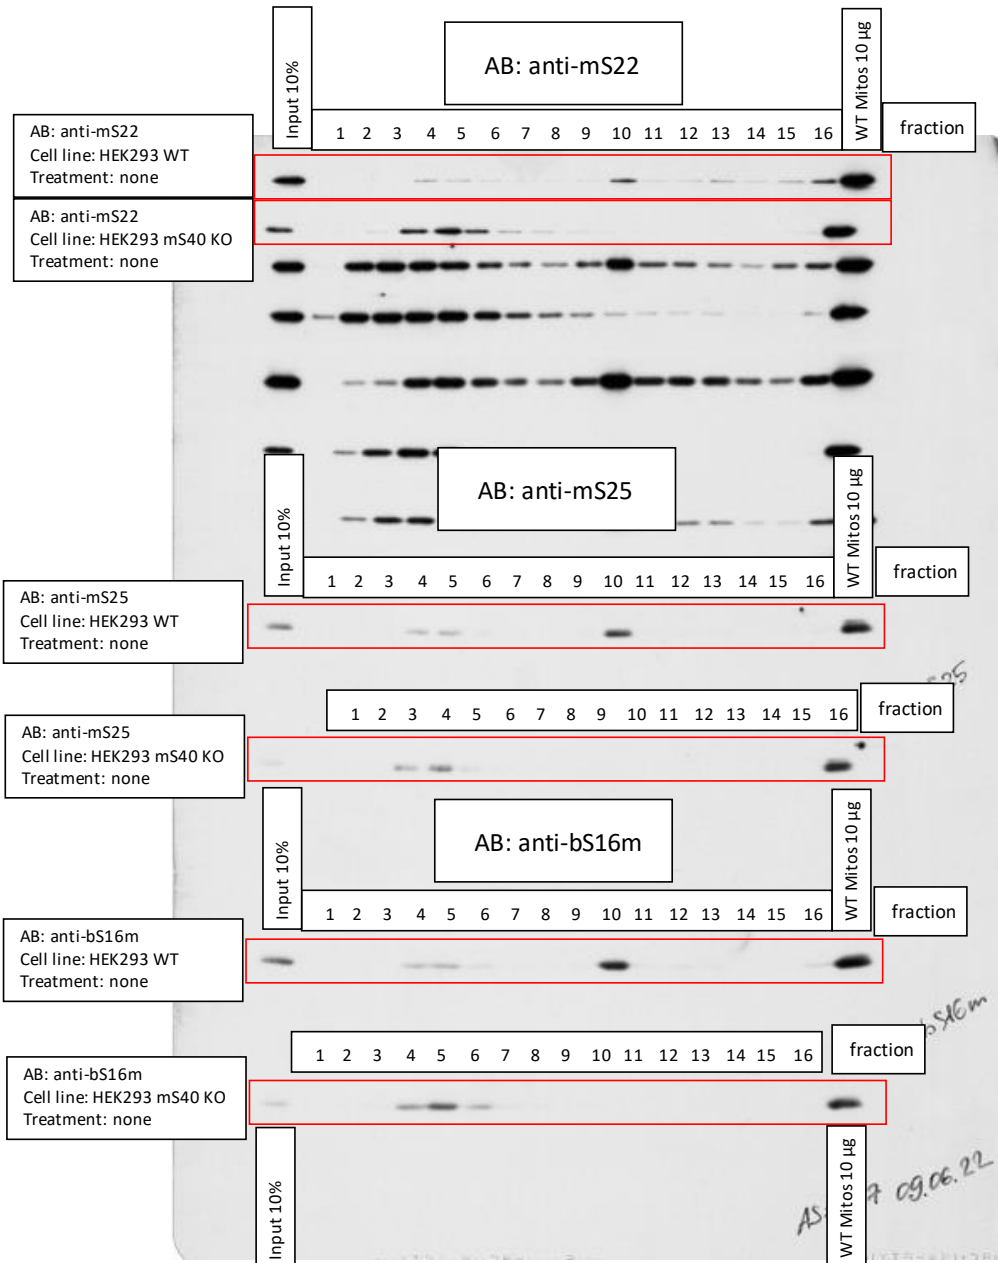 AB: anti-mS22
Input 10%
WT Mitos 10 µg
1 2 3 4 5 6 7 8 9 10 11 12 13 14 15 16
fraction
AB: anti-mS22
Cell line: HEK293 WT
Treatment: none
AB: anti-mS22
Cell line: HEK293 mS40 KO
Treatment: none
AB: anti-mS25
Input 10%
WT Mitos 10 µg
1 2 3 4 5 6 7 8 9 10 11 12 13 14 15 16
fraction
AB: anti-mS25
Cell line: HEK293 WT
Treatment: none
1 2 3 4 5 6 7 8 9 10 11 12 13 14 15 16
fraction
AB: anti-mS25
Cell line: HEK293 mS40 KO
Treatment: none
AB: anti-bS16m
Input 10%
WT Mitos 10 µg
1 2 3 4 5 6 7 8 9 10 11 12 13 14 15 16
fraction
AB: anti-bS16m
Cell line: HEK293 WT
Treatment: none
bS16m
1 2 3 4 5 6 7 8 9 10 11 12 13 14 15 16
fraction
AB: anti-bS16m
Cell line: HEK293 mS40 KO
Treatment: none
Input 10%
WT Mitos 10 µg
09.06.22